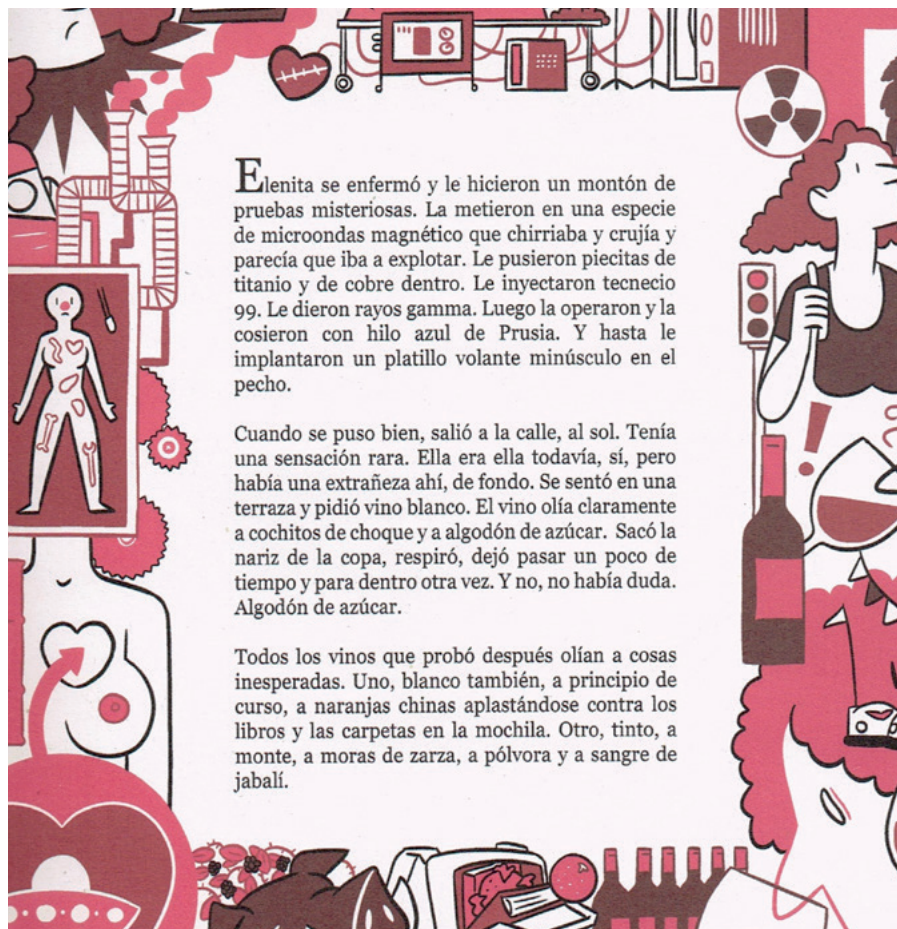 Elenita se enfermó y le hicieron un montón de
pruebas misteriosas. La metieron en una especie
de microondas magnético que chirriaba y crujía y
parecía que iba a explotar. Le pusieron piecitas de
titanio y de cobre dentro. Le inyectaron tecnecio
99. Le dieron rayos gamma. Luego la operaron y la
cosieron con hilo azul de Prusia. Y hasta le
implantaron un platillo volante minúsculo en el
pecho.
Cuando se puso bien, salió a la calle, al sol. Tenía
una sensación rara. Ella era ella todavía, sí, pero
había una extrañeza ahí, de fondo. Se sentó en una
terraza y pidió vino blanco. El vino olía claramente
a cochitos de choque y a algodón de azúcar. Sacó la
nariz de la copa, respiró, dejó pasar un poco de
tiempo y para dentro otra vez. Y no, no había duda.
Algodón de azúcar.
Todos los vinos que probó después olían a cosas
inesperadas. Uno, blanco también, a principio de
curso, a naranjas chinas aplastándose contra los
libros y las carpetas en la mochila. Otro, tinto, a
monte, a moras de zarza, a pólvora y a sangre de
jabalí.